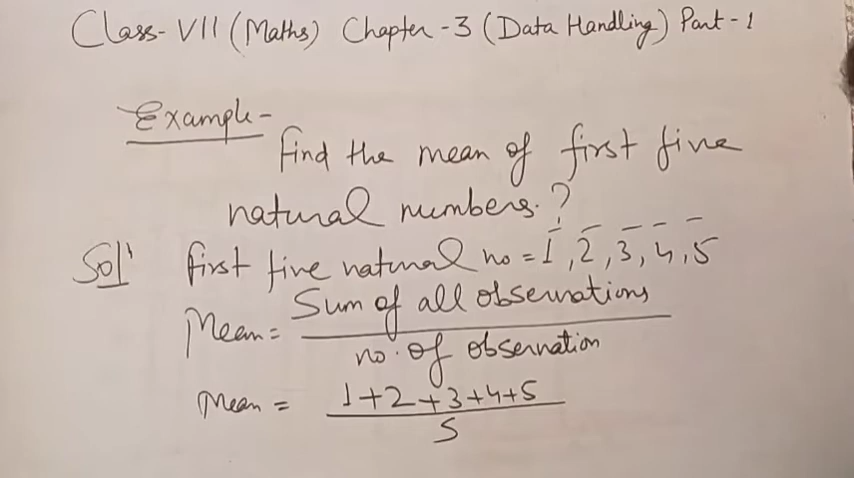 Class-VII (Maths) Chapter-3 (Data Handling) Part-1
Example-
find the mean of first five
natural numbers.?
Sol' first five natural no = 1, 2, 3, 4, 5
Mean = Sum of all observations
no. of observation
Mean = 1+2+3+4+5
5